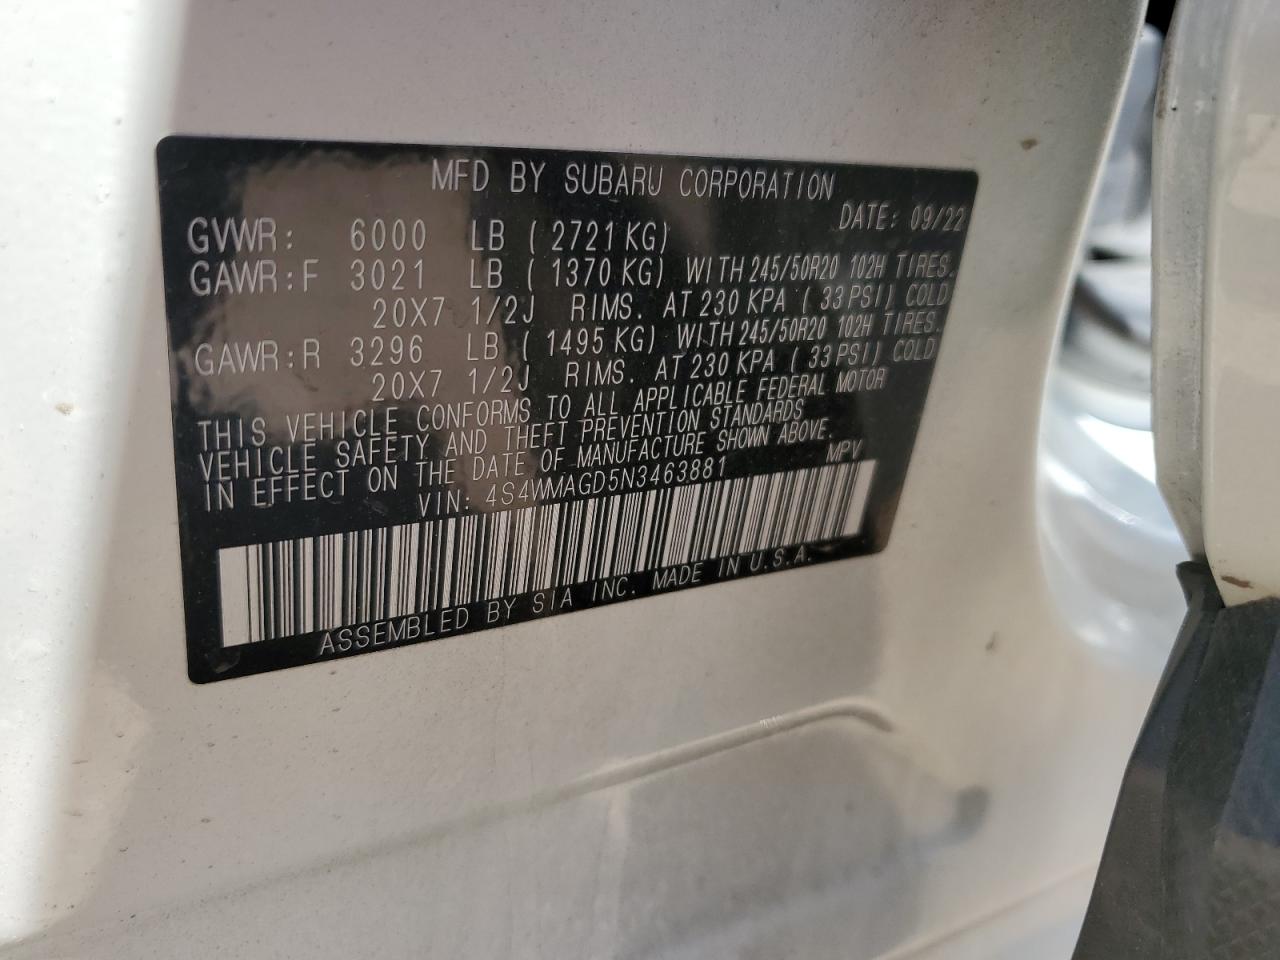 MFD BY SUBARU CORPORATION
DATE: 09/22
GVWR: 6000 LB ( 2721 KG)
GAWR:F 3021 LB ( 1370 KG) WITH 245/50R20 102H TIRES.
20X7 1/2J RIMS. AT 230 KPA ( 33 PSI) COLD
GAWR:R 3296 LB ( 1495 KG) WITH 245/50R20 102H TIRES.
20X7 1/2J RIMS. AT 230 KPA ( 33 PSI) COLD
THIS VEHICLE CONFORMS TO ALL APPLICABLE FEDERAL MOTOR
VEHICLE SAFETY AND THEFT PREVENTION STANDARDS
IN EFFECT ON THE DATE OF MANUFACTURE SHOWN ABOVE.
VIN: 4S4WMAGD5N3463881 MPV
ASSEMBLED BY SIA INC. MADE IN U.S.A.